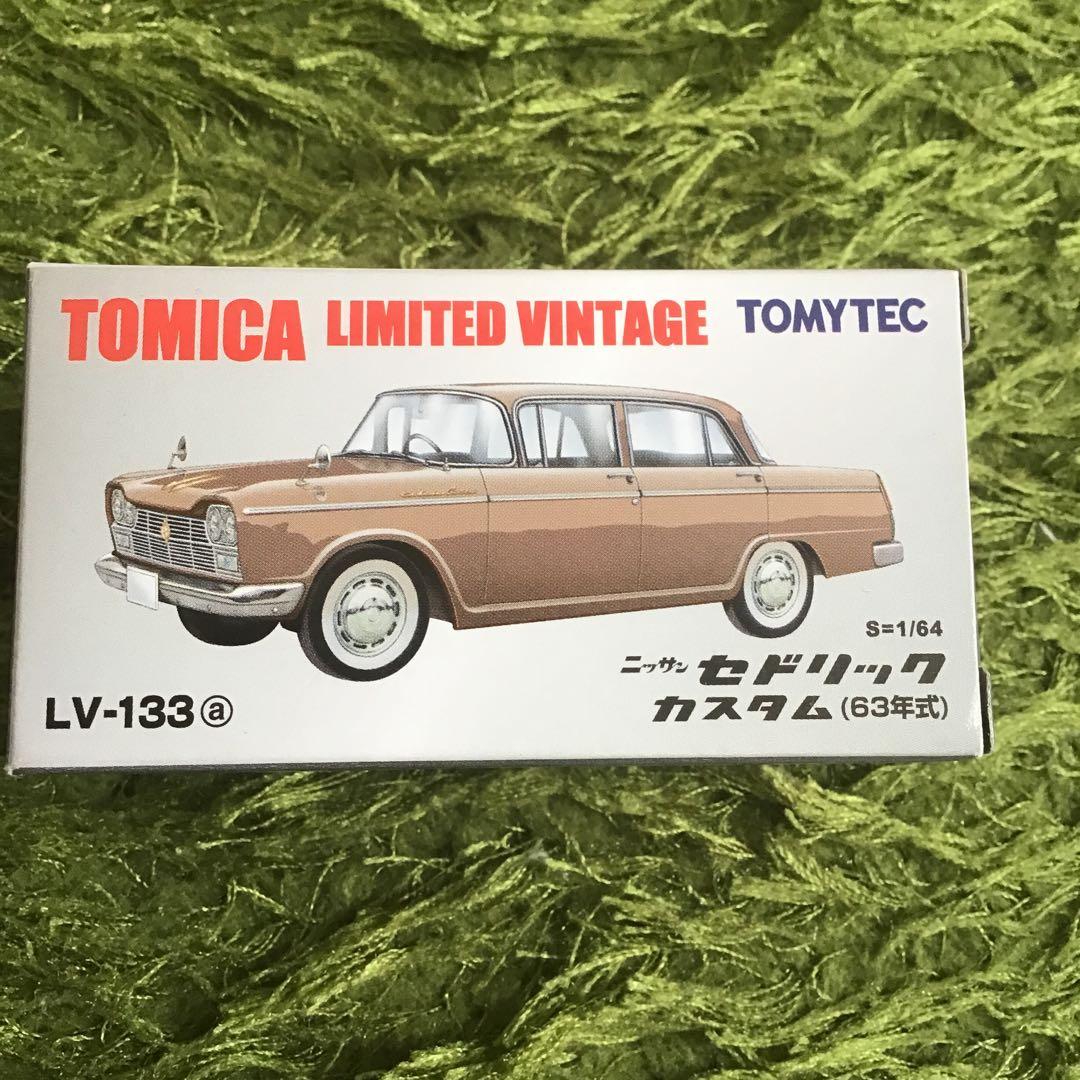 TOMICA LIMITED VINTAGE TOMYTEC
S=1/64
ニッサン セドリック
カスタム(63年式)
LV-133ⓐ